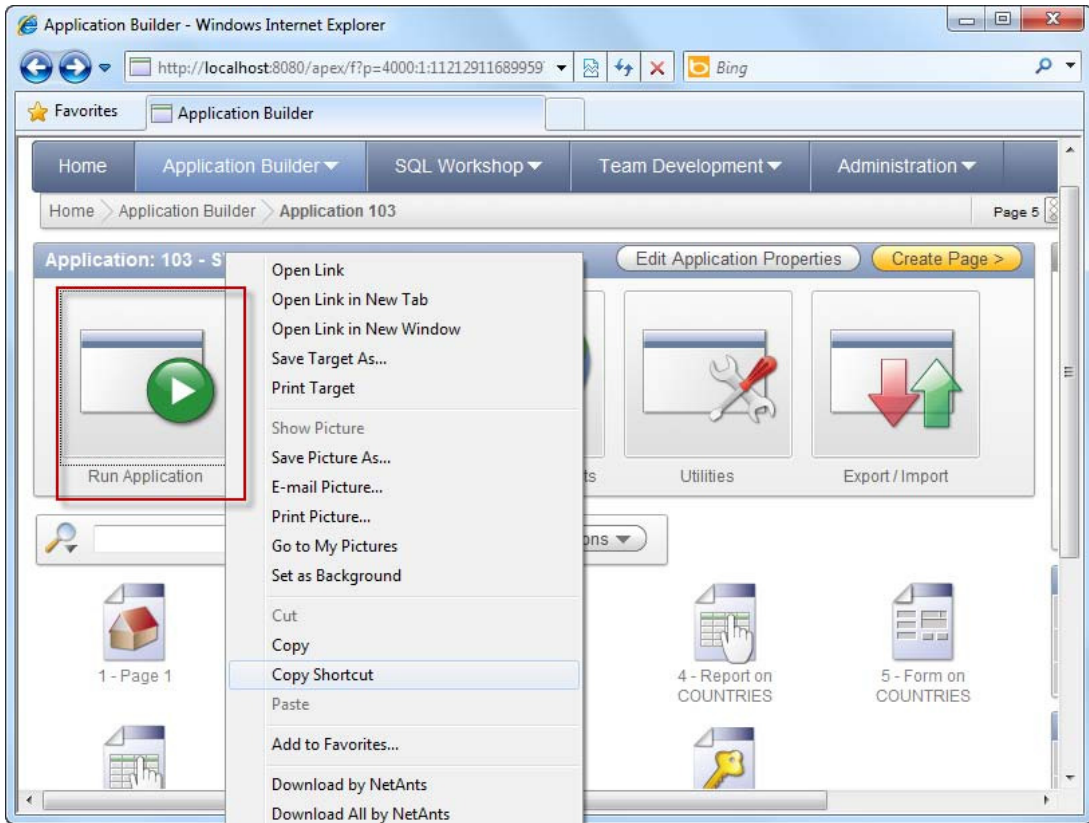 Application Builder - Windows Internet Explorer
http://localhost:8080/apex/f?p=4000:1:11212911689959
Bing
Favorites
Application Builder
Home
Application Builder
SQL Workshop
Team Development
Administration
Home
Application Builder
Application 103
Page 5
Application: 103 - S
Edit Application Properties
Create Page >
Run Application
ts
Utilities
Export / Import
ons
1 - Page 1
4 - Report on
COUNTRIES
5 - Form on
COUNTRIES
Open Link
Open Link in New Tab
Open Link in New Window
Save Target As...
Print Target
Show Picture
Save Picture As...
E-mail Picture...
Print Picture...
Go to My Pictures
Set as Background
Cut
Copy
Copy Shortcut
Paste
Add to Favorites...
Download by NetAnts
Download All by NetAnts